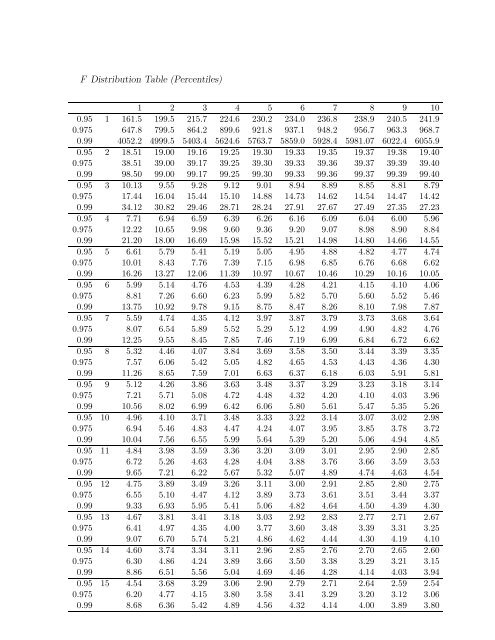 F. Distribution Table (Percentiles)
1 2 3 4 5 6 7 8 9 10
0.95 1 161.5 199.5 215.7 224.6 230.2 234.0 236.8 238.9 240.5 241.9
0.975 647.8 799.5 864.2 899.6 921.8 937.1 948.2 956.7 963.3 968.7
0.99 4052.2 4999.5 5403.4 5624.6 5763.7 5859.0 5928.4 5981.07 6022.4 6055.9
0.95 2 18.51 19.00 19.16 19.25 19.30 19.33 19.35 19.37 19.38 19.40
0.975 38.51 39.00 39.17 39.25 39.30 39.33 39.36 39.37 39.39 39.40
0.99 98.50 99.00 99.17 99.25 99.30 99.33 99.36 99.37 99.39 99.40
0.95 3 10.13 9.55 9.28 9.12 9.01 8.94 8.89 8.85 8.81 8.79
0.975 17.44 16.04 15.44 15.10 14.88 14.73 14.62 14.54 14.47 14.42
0.99 34.12 30.82 29.46 28.71 28.24 27.91 27.67 27.49 27.35 27.23
0.95 4 7.71 6.94 6.59 6.39 6.26 6.16 6.09 6.04 6.00 5.96
0.975 12.22 10.65 9.98 9.60 9.36 9.20 9.07 8.98 8.90 8.84
0.99 21.20 18.00 16.69 15.98 15.52 15.21 14.98 14.80 14.66 14.55
0.95 5 6.61 5.79 5.41 5.19 5.05 4.95 4.88 4.82 4.77 4.74
0.975 10.01 8.43 7.76 7.39 7.15 6.98 6.85 6.76 6.68 6.62
0.99 16.26 13.27 12.06 11.39 10.97 10.67 10.46 10.29 10.16 10.05
0.95 6 5.99 5.14 4.76 4.53 4.39 4.28 4.21 4.15 4.10 4.06
0.975 8.81 7.26 6.60 6.23 5.99 5.82 5.70 5.60 5.52 5.46
0.99 13.75 10.92 9.78 9.15 8.75 8.47 8.26 8.10 7.98 7.87
0.95 7 5.59 4.74 4.35 4.12 3.97 3.87 3.79 3.73 3.68 3.64
0.975 8.07 6.54 5.89 5.52 5.29 5.12 4.99 4.90 4.82 4.76
0.99 12.25 9.55 8.45 7.85 7.46 7.19 6.99 6.84 6.72 6.62
0.95 8 5.32 4.46 4.07 3.84 3.69 3.58 3.50 3.44 3.39 3.35
0.975 7.57 6.06 5.42 5.05 4.82 4.65 4.53 4.43 4.36 4.30
0.99 11.26 8.65 7.59 7.01 6.63 6.37 6.18 6.03 5.91 5.81
0.95 9 5.12 4.26 3.86 3.63 3.48 3.37 3.29 3.23 3.18 3.14
0.975 7.21 5.71 5.08 4.72 4.48 4.32 4.20 4.10 4.03 3.96
0.99 10.56 8.02 6.99 6.42 6.06 5.80 5.61 5.47 5.35 5.26
0.95 10 4.96 4.10 3.71 3.48 3.33 3.22 3.14 3.07 3.02 2.98
0.975 6.94 5.46 4.83 4.47 4.24 4.07 3.95 3.85 3.78 3.72
0.99 10.04 7.56 6.55 5.99 5.64 5.39 5.20 5.06 4.94 4.85
0.95 11 4.84 3.98 3.59 3.36 3.20 3.09 3.01 2.95 2.90 2.85
0.975 6.72 5.26 4.63 4.28 4.04 3.88 3.76 3.66 3.59 3.53
0.99 9.65 7.21 6.22 5.67 5.32 5.07 4.89 4.74 4.63 4.54
0.95 12 4.75 3.89 3.49 3.26 3.11 3.00 2.91 2.85 2.80 2.75
0.975 6.55 5.10 4.47 4.12 3.89 3.73 3.61 3.51 3.44 3.37
0.99 9.33 6.93 5.95 5.41 5.06 4.82 4.64 4.50 4.39 4.30
0.95 13 4.67 3.81 3.41 3.18 3.03 2.92 2.83 2.77 2.71 2.67
0.975 6.41 4.97 4.35 4.00 3.77 3.60 3.48 3.39 3.31 3.25
0.99 9.07 6.70 5.74 5.21 4.86 4.62 4.44 4.30 4.19 4.10
0.95 14 4.60 3.74 3.34 3.11 2.96 2.85 2.76 2.70 2.65 2.60
0.975 6.30 4.86 4.24 3.89 3.66 3.50 3.38 3.29 3.21 3.15
0.99 8.86 6.51 5.56 5.04 4.69 4.46 4.28 4.14 4.03 3.94
0.95 15 4.54 3.68 3.29 3.06 2.90 2.79 2.71 2.64 2.59 2.54
0.975 6.20 4.77 4.15 3.80 3.58 3.41 3.29 3.20 3.12 3.06
0.99 8.68 6.36 5.42 4.89 4.56 4.32 4.14 4.00 3.89 3.80